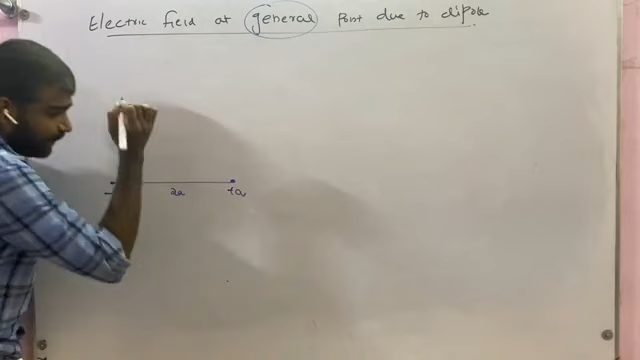 Electric field at general point due to dipole
2a +q